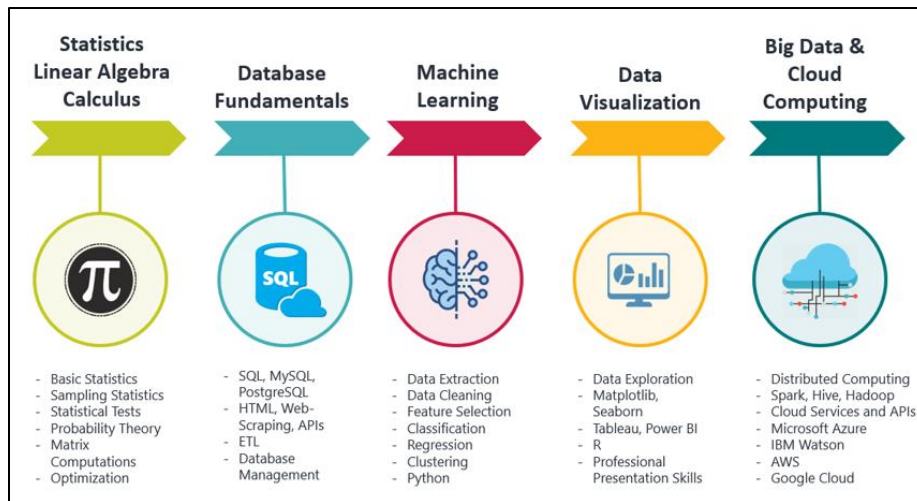 Statistics
Linear Algebra
Calculus
Database
Fundamentals
Machine
Learning
Data
Visualization
Big Data &
Cloud
Computing
π
SQL
- Basic Statistics
- Sampling Statistics
- Statistical Tests
- Probability Theory
- Matrix
Computations
- Optimization
- SQL, MySQL,
PostgreSQL
- HTML, Web-
Scraping, APIs
- ETL
- Database
Management
- Data Extraction
- Data Cleaning
- Feature Selection
- Classification
- Regression
- Clustering
- Python
- Data Exploration
- Matplotlib,
Seaborn
- Tableau, Power BI
- R
- Professional
Presentation Skills
- Distributed Computing
- Spark, Hive, Hadoop
- Cloud Services and APIs
- Microsoft Azure
- IBM Watson
- AWS
- Google Cloud